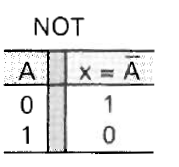 NOT
A x = A̅
0 1
1 0